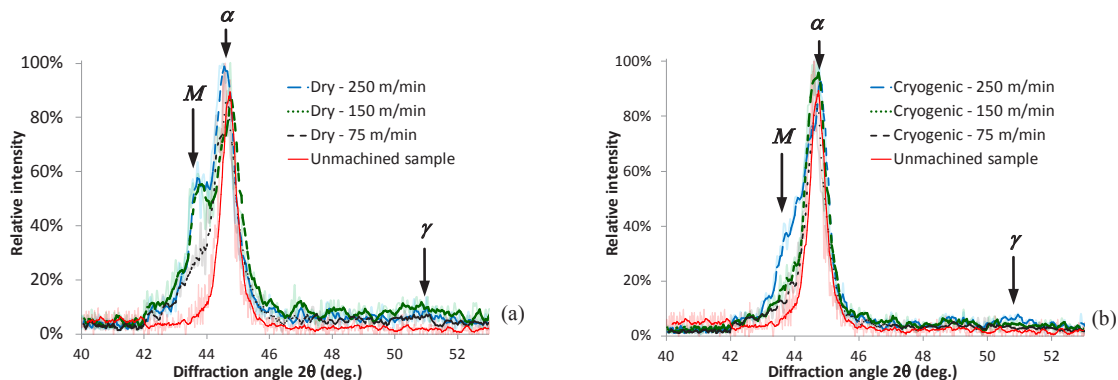 α
100%
80%
60%
40%
20%
0%
Relative intensity
M
γ
Dry - 250 m/min
Dry - 150 m/min
Dry - 75 m/min
Unmachined sample
(a)
40 42 44 46 48 50 52
Diffraction angle 2θ (deg.)
α
100%
80%
60%
40%
20%
0%
Relative intensity
M
γ
Cryogenic - 250 m/min
Cryogenic - 150 m/min
Cryogenic - 75 m/min
Unmachined sample
(b)
40 42 44 46 48 50 52
Diffraction angle 2θ (deg.)